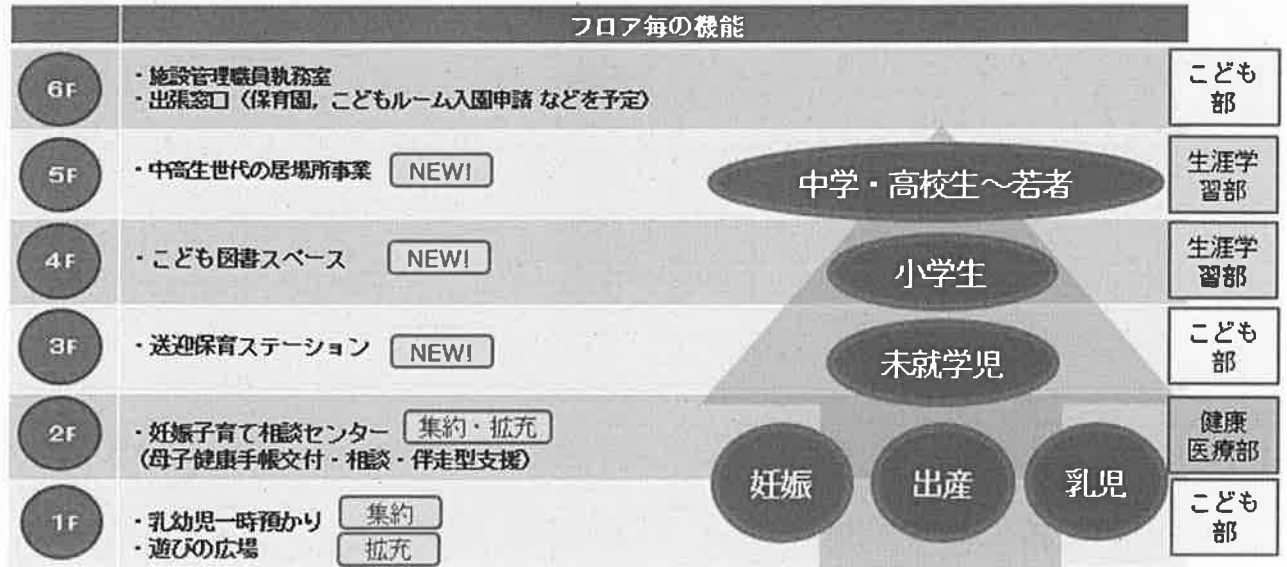 フロア毎の機能
6F
・施設管理職員執務室
・出張窓口（保育園，こどもルーム入園申請 などを予定）
こども
部
5F
・中高生世代の居場所事業
NEW!
中学・高校生～若者
生涯学
習部
4F
・こども図書スペース
NEW!
小学生
生涯学
習部
3F
・送迎保育ステーション
NEW!
未就学児
こども
部
2F
・妊娠子育て相談センター
集約・拡充
（母子健康手帳交付・相談・伴走型支援）
健康
医療部
妊娠
出産
乳児
1F
・乳幼児一時預かり
集約
・遊びの広場
拡充
こども
部